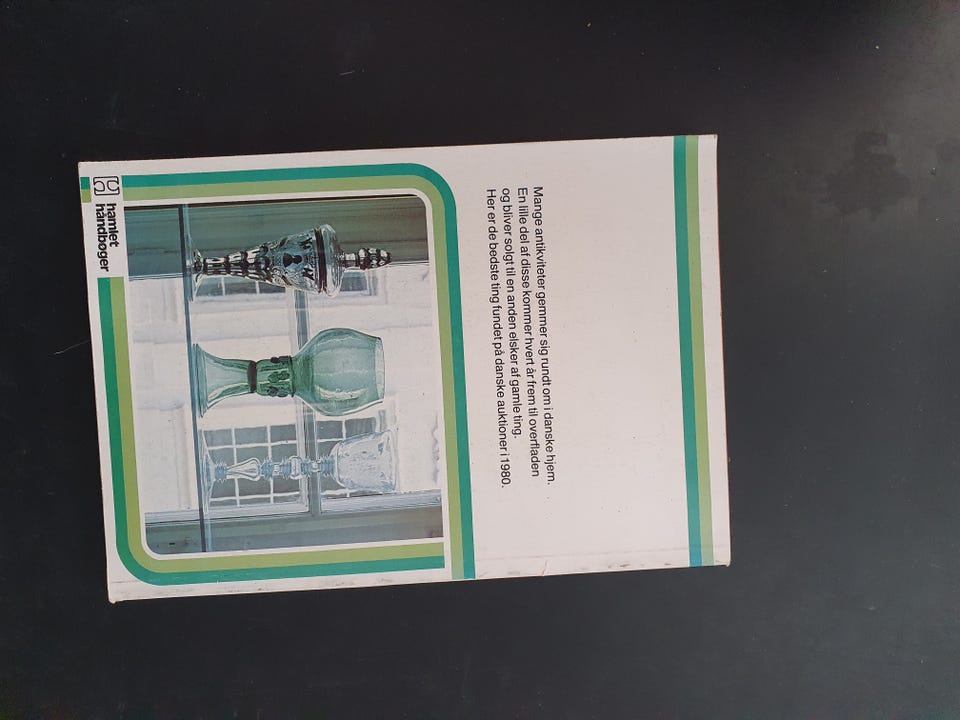 Mange antikviteter gemmer sig rundt om i danske hjem.
En lille del af disse kommer hvert år frem til overfladen
og bliver solgt til en anden elsker af gamle ting.
Her er de bedste ting fundet på danske auktioner i 1980.
hamlet
håndbøger